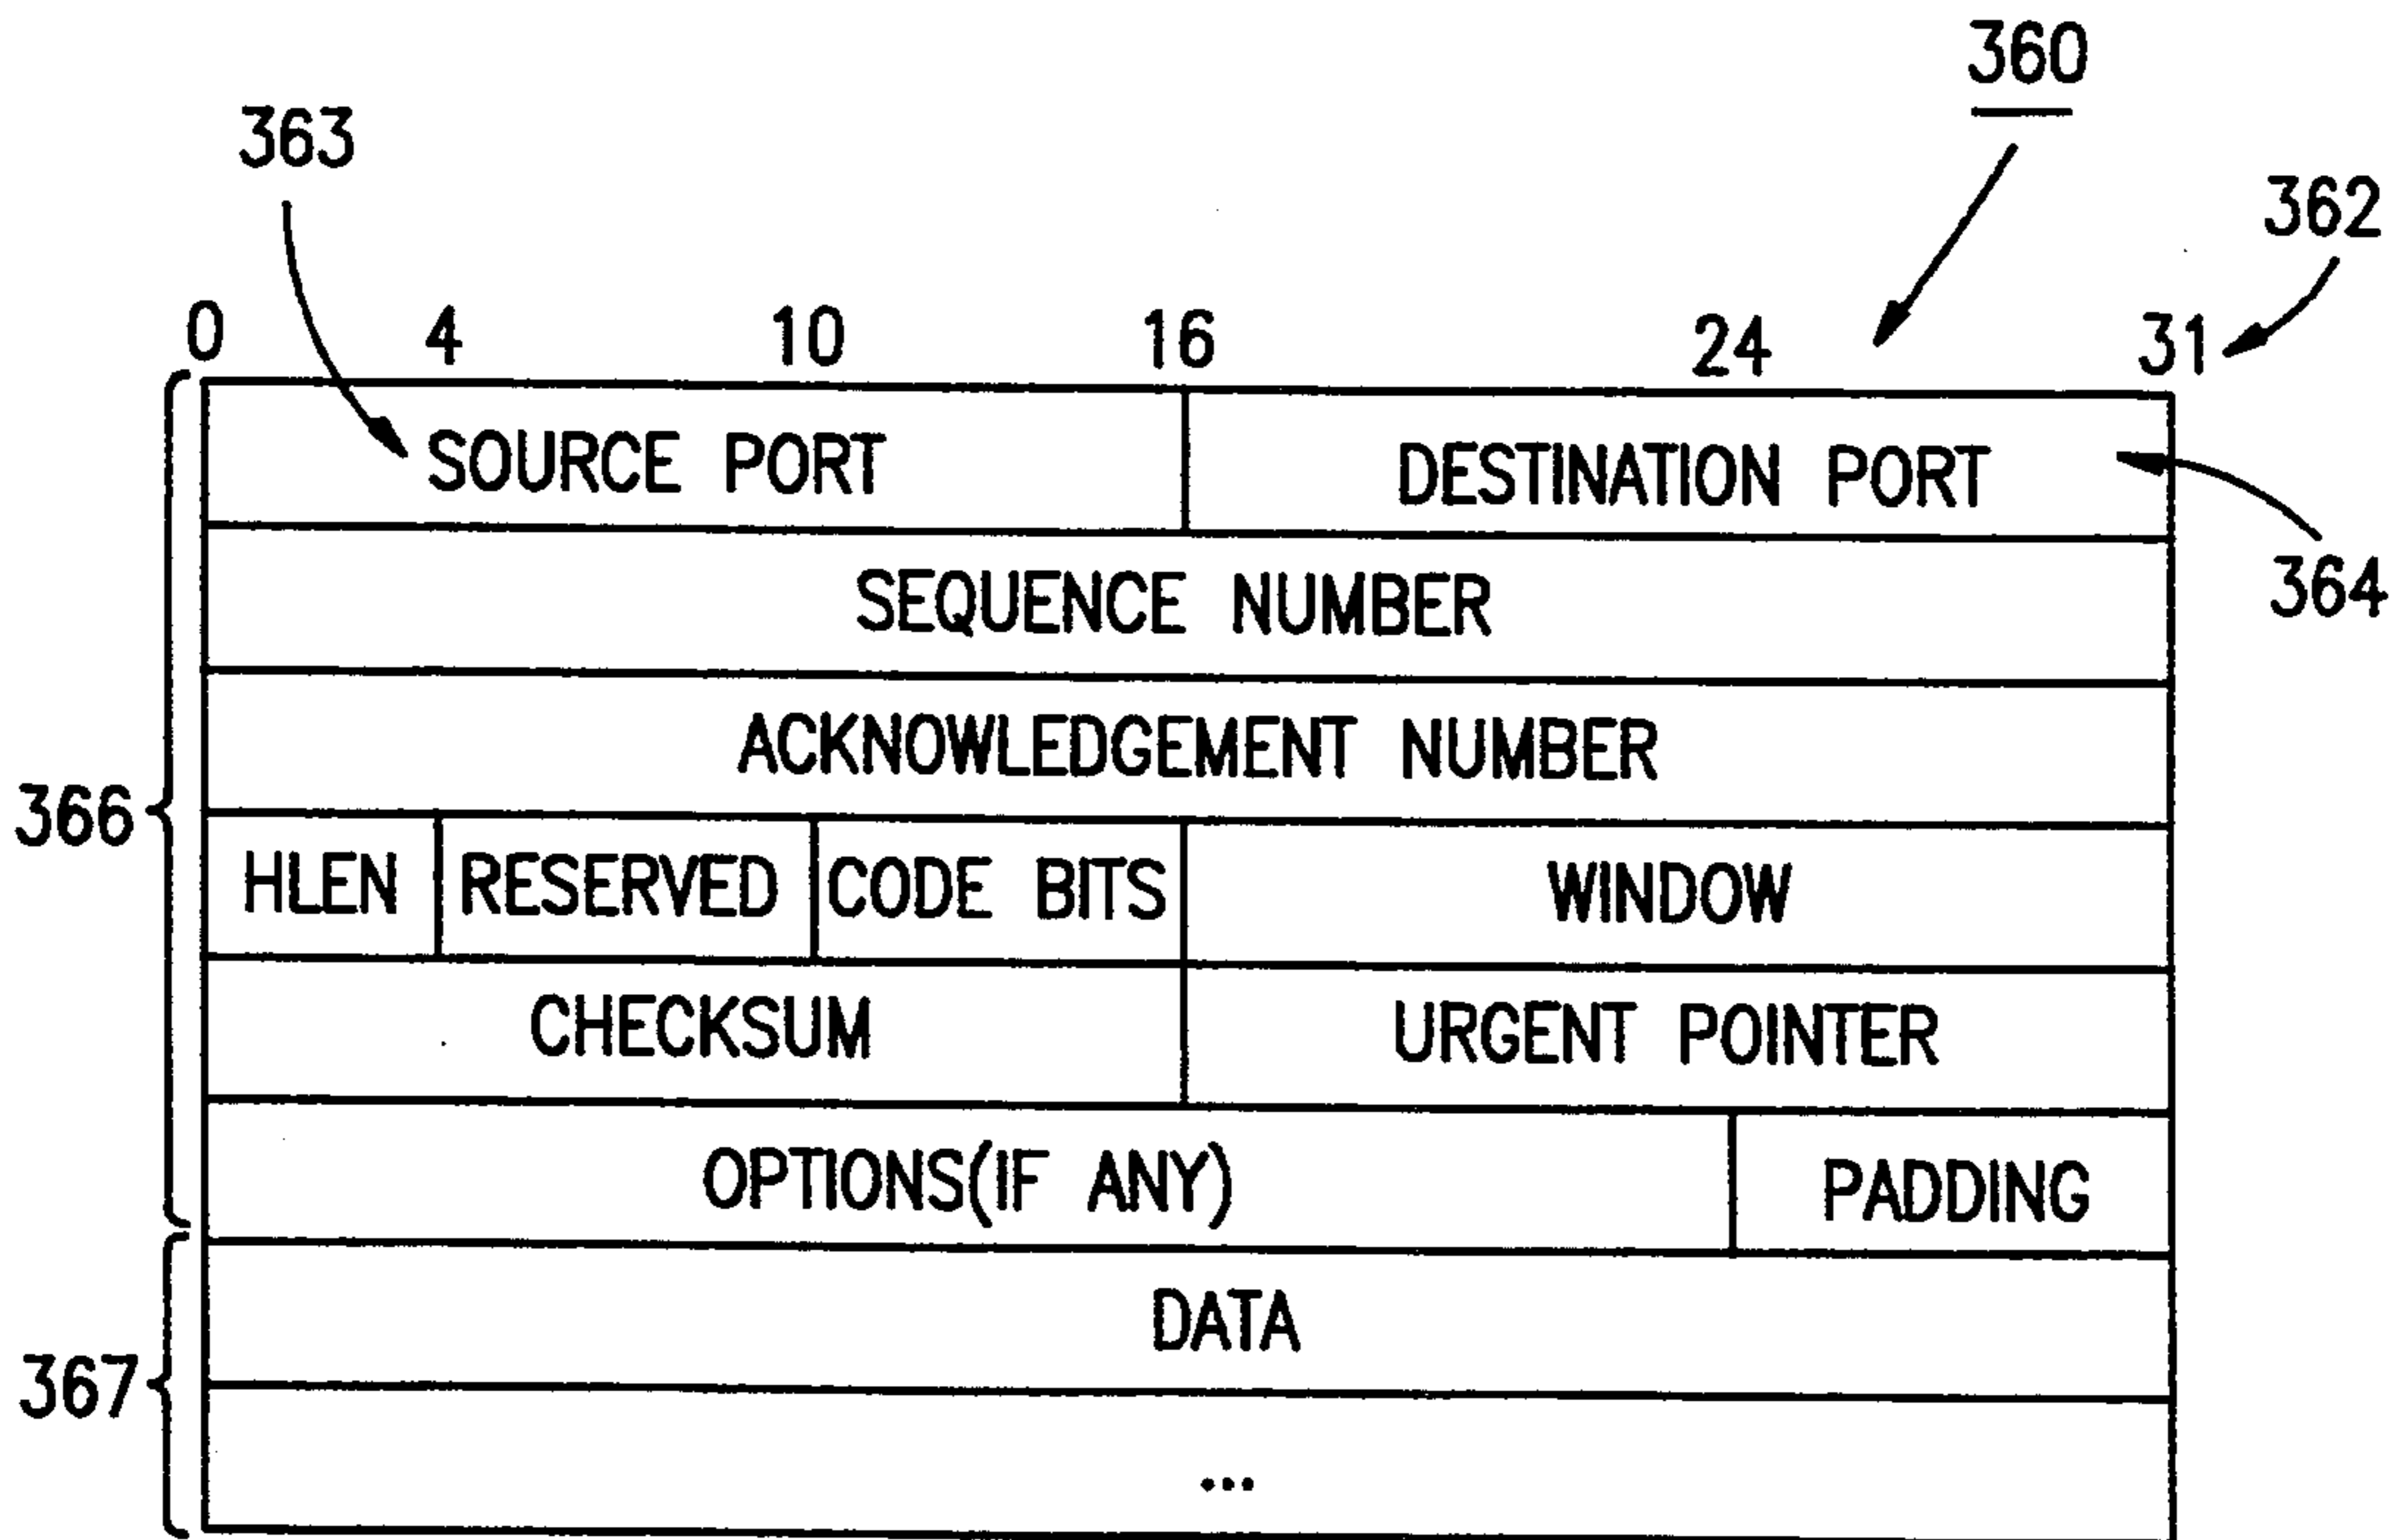 360
363
362
0 4 10 16 24 31
SOURCE PORT DESTINATION PORT
364
SEQUENCE NUMBER
ACKNOWLEDGEMENT NUMBER
366
HLEN RESERVED CODE BITS WINDOW
CHECKSUM URGENT POINTER
OPTIONS(IF ANY) PADDING
DATA
367
...